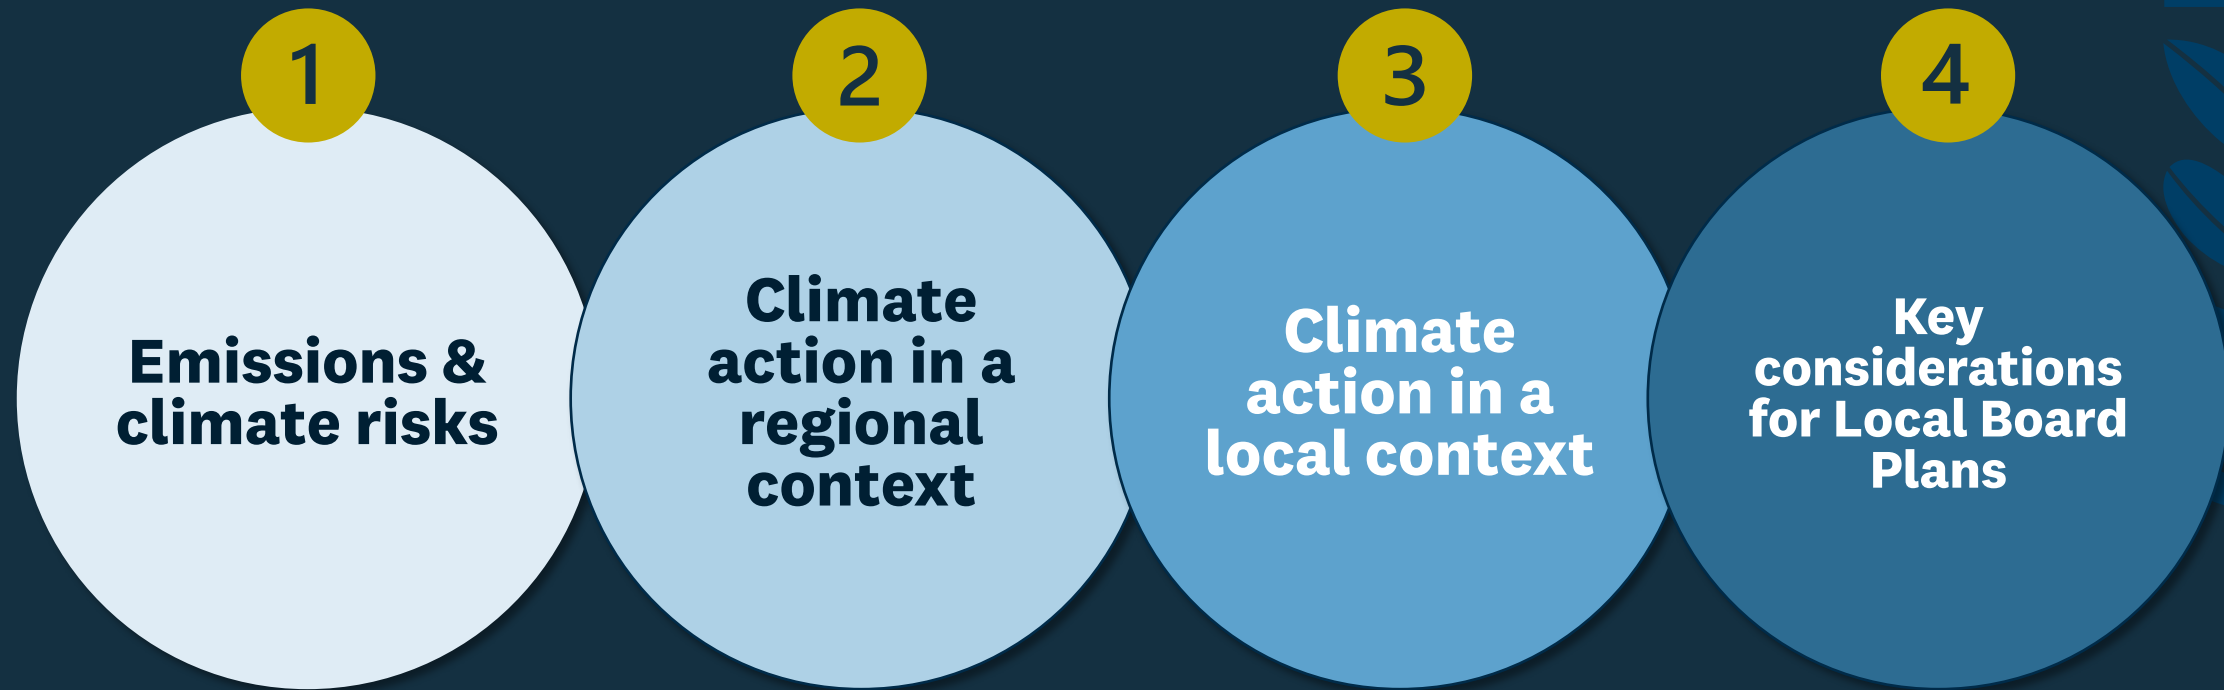 1
Emissions &
climate risks
2
Climate
action in a
regional
context
3
Climate
action in a
local context
4
Key
considerations
for Local Board
Plans